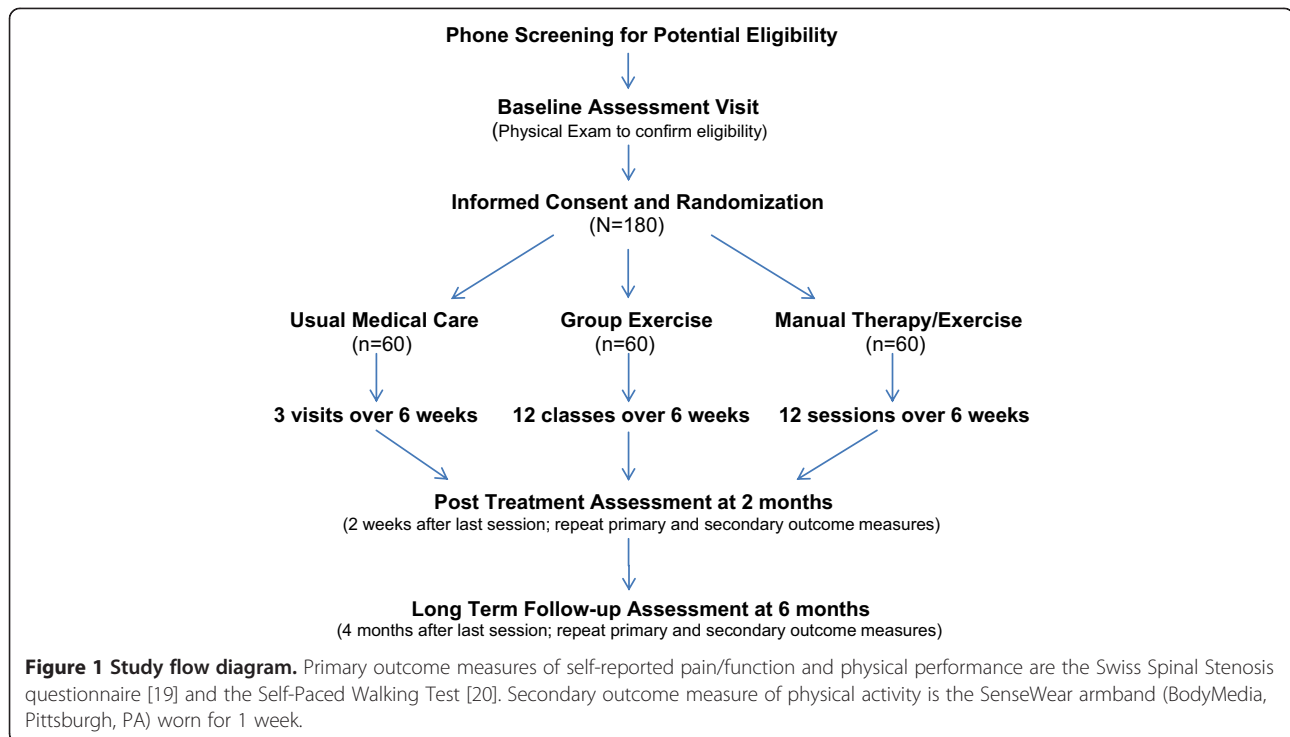 Phone Screening for Potential Eligibility
Baseline Assessment Visit
(Physical Exam to confirm eligibility)
Informed Consent and Randomization
(N=180)
Usual Medical Care
(n=60)
Group Exercise
(n=60)
Manual Therapy/Exercise
(n=60)
3 visits over 6 weeks
12 classes over 6 weeks
12 sessions over 6 weeks
Post Treatment Assessment at 2 months
(2 weeks after last session; repeat primary and secondary outcome measures)
Long Term Follow-up Assessment at 6 months
(4 months after last session; repeat primary and secondary outcome measures)
Figure 1 Study flow diagram. Primary outcome measures of self-reported pain/function and physical performance are the Swiss Spinal Stenosis
questionnaire [19] and the Self-Paced Walking Test [20]. Secondary outcome measure of physical activity is the SenseWear armband (BodyMedia,
Pittsburgh, PA) worn for 1 week.